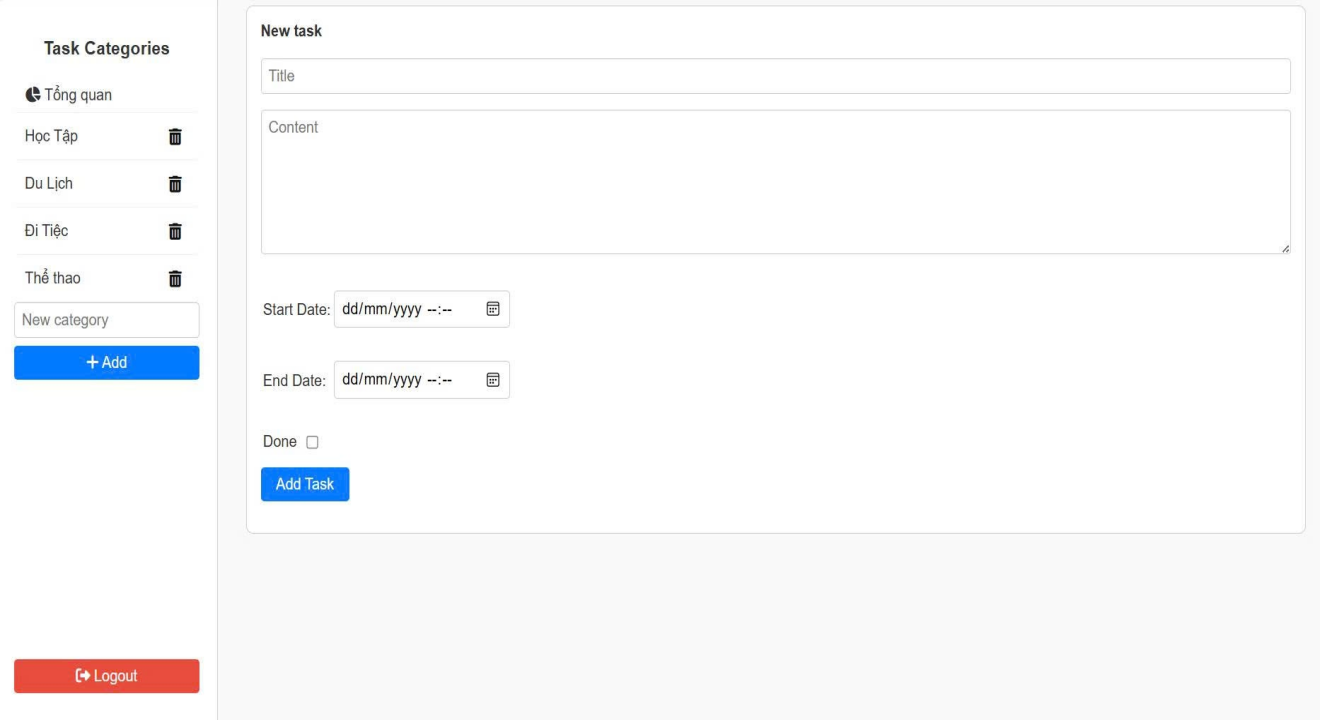 Task Categories
Tổng quan
Học Tập
Du Lịch
Đi Tiệc
Thể thao
New category
+ Add
Logout
New task
Title
Content
Start Date: dd/mm/yyyy --:--
End Date: dd/mm/yyyy --:--
Done
Add Task